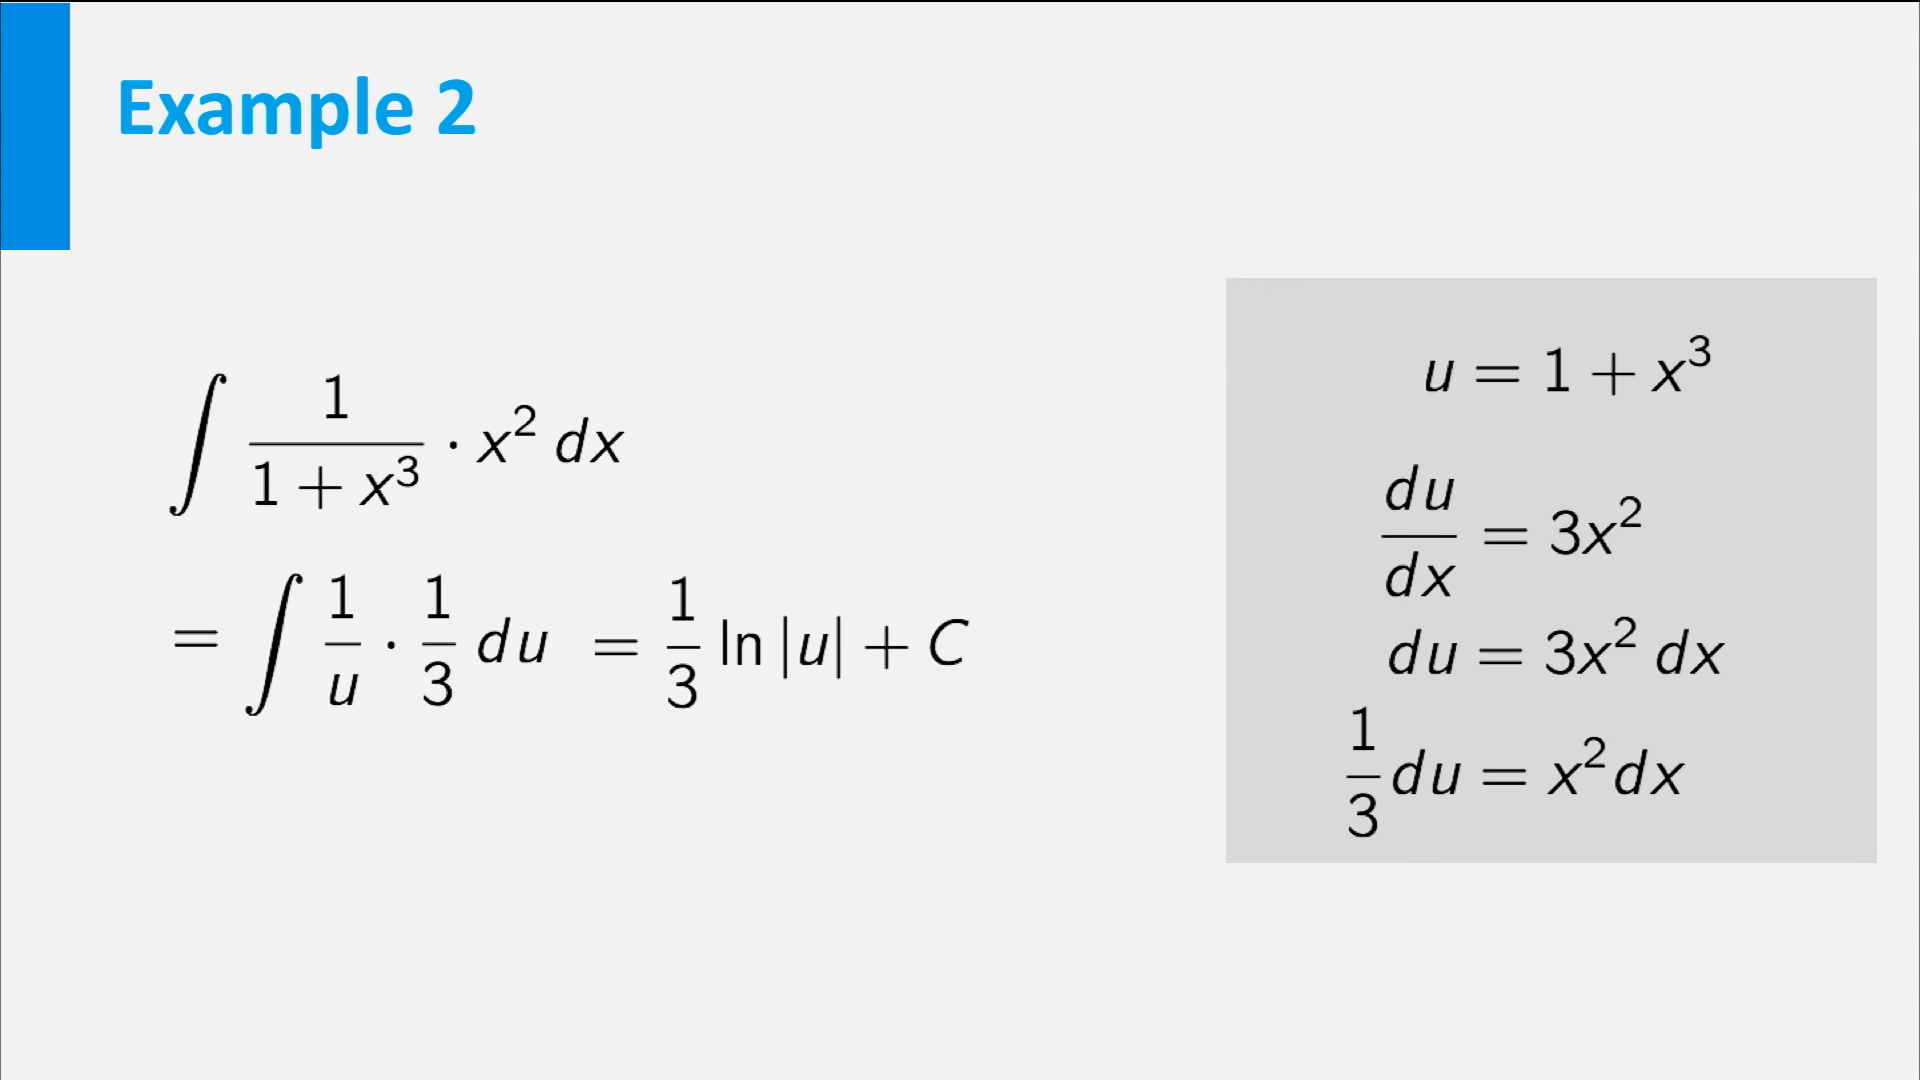 Example 2
∫ 1/(1 + x³) · x² dx
= ∫ 1/u · 1/3 du = 1/3 ln |u| + C
u = 1 + x³
du/dx = 3x²
du = 3x² dx
1/3 du = x² dx